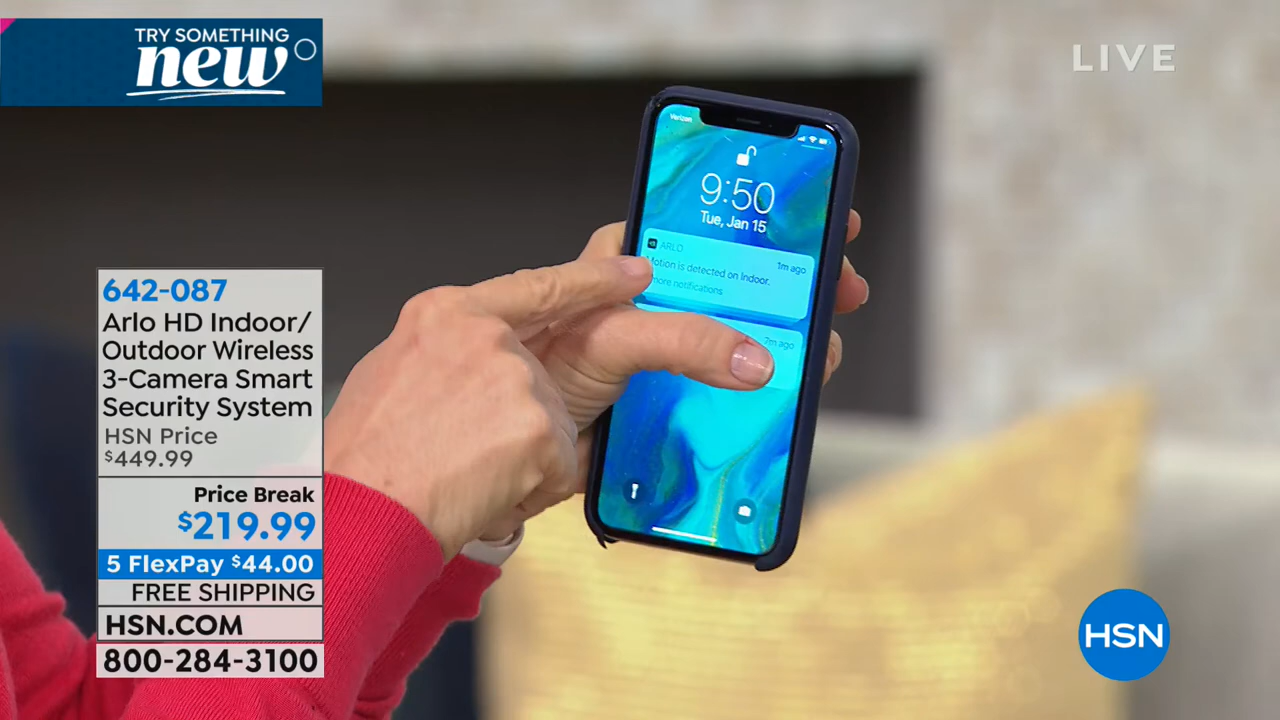 TRY SOMETHING
new
LIVE
Verizon
9:50
Tue, Jan 15
ARLO
1m ago
Motion is detected on Indoor.
more notifications
2m ago
642-087
Arlo HD Indoor/
Outdoor Wireless
3-Camera Smart
Security System
HSN Price
$449.99
Price Break
$219.99
5 FlexPay $44.00
FREE SHIPPING
HSN.COM
800-284-3100
HSN